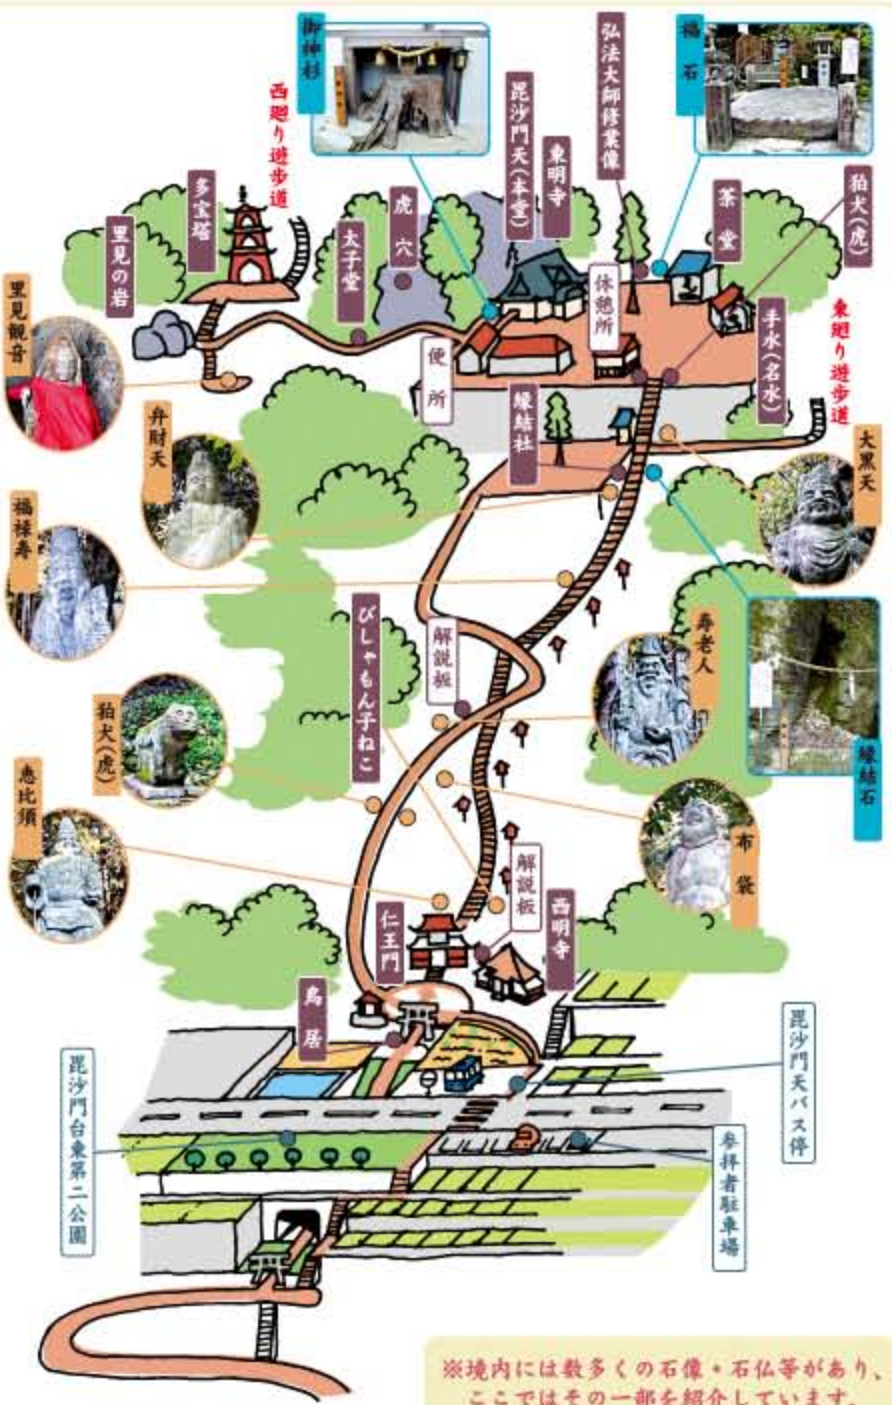 御神杉
弘法大師修業像
福石
西廻り遊歩道
毘沙門天(本堂)
東明寺
狛犬(虎)
茶堂
多宝塔
虎穴
里見の岩
太子堂
休憩所
里見観音
便所
手水(名水)
東廻り遊歩道
弁財天
縁結社
大黒天
福禄寿
びしゃもん子ねこ
解説板
寿老人
狛犬(虎)
縁結石
恵比須
布袋
解説板
仁王門
西明寺
鳥居
毘沙門天バス停
毘沙門台東第二公園
参拝者駐車場
※境内には数多くの石像・石仏等があり、
ここではその一部を紹介しています。